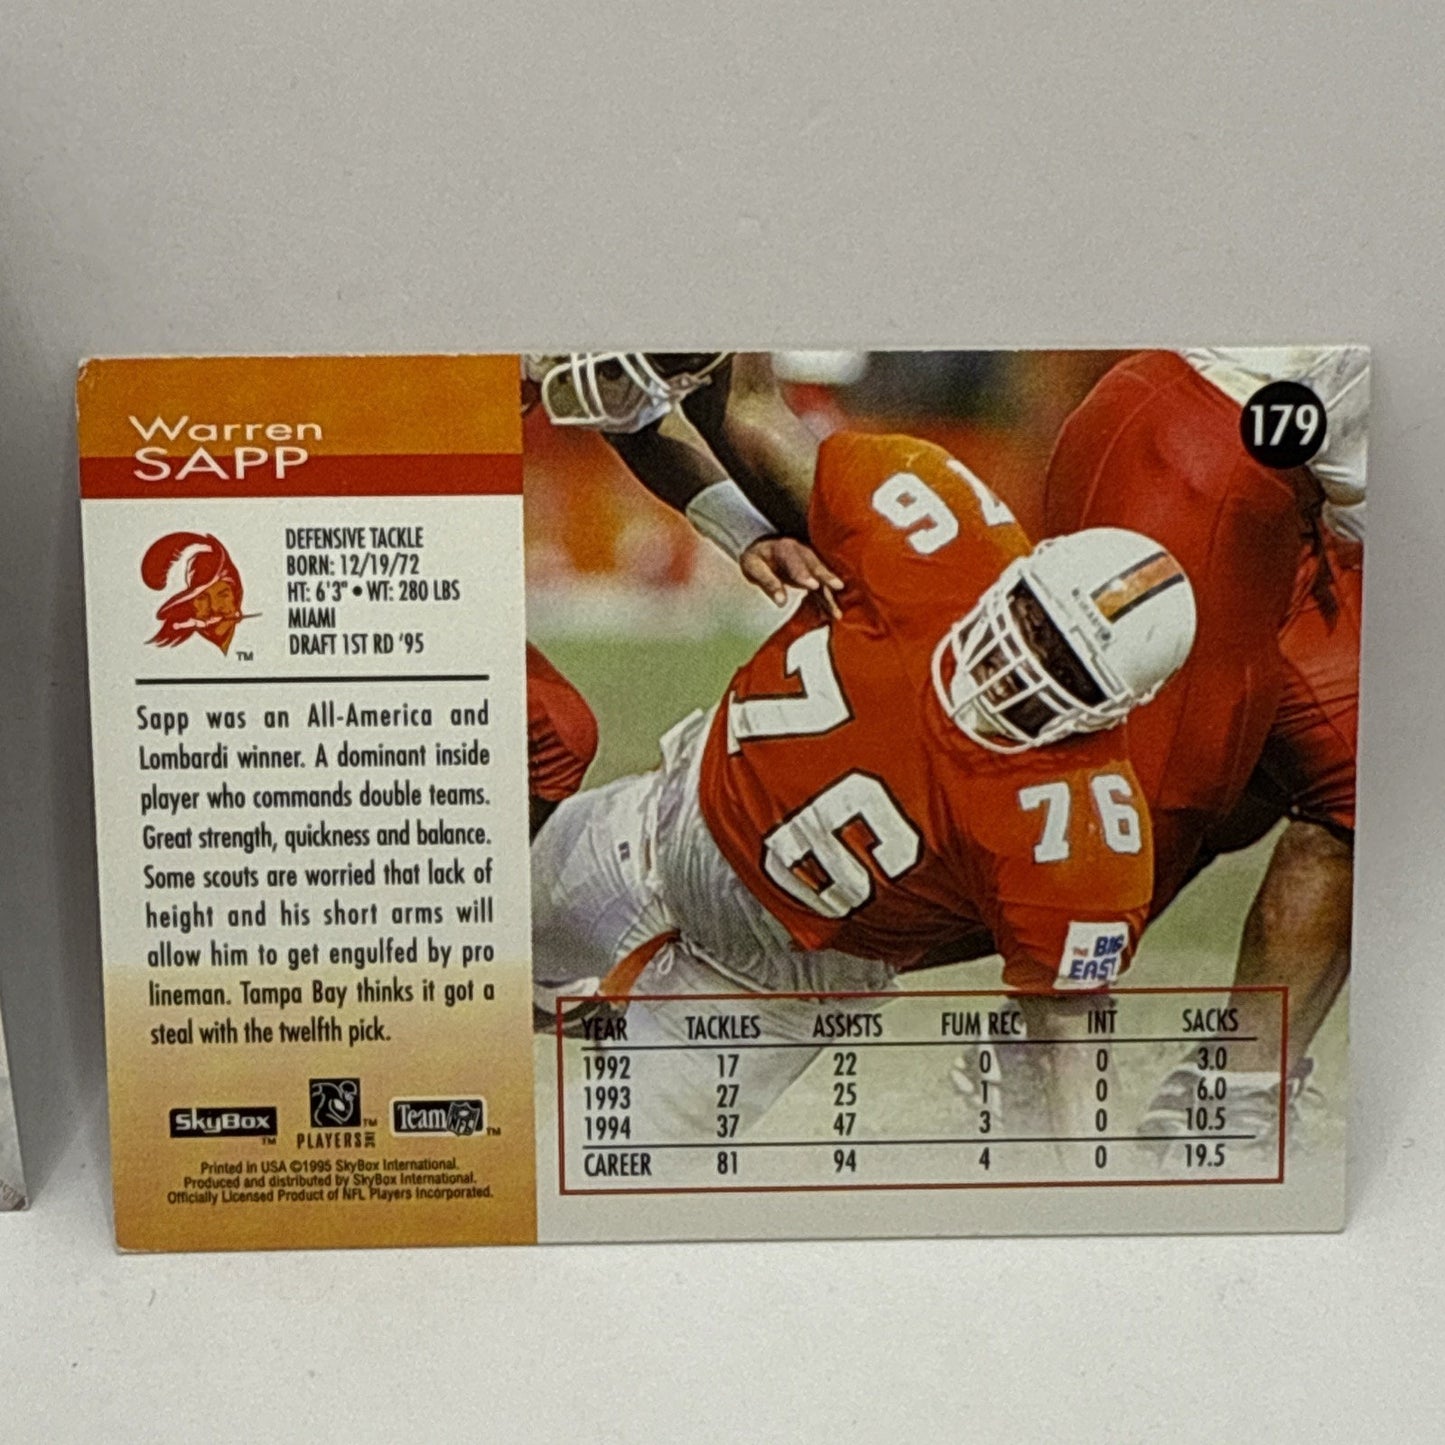 Warren
SAPP
DEFENSIVE TACKLE
BORN: 12/19/72
HT: 6'3" • WT: 280 LBS
MIAMI
DRAFT 1ST RD '95
TM
Sapp was an All-America and
Lombardi winner. A dominant inside
player who commands double teams.
Great strength, quickness and balance.
Some scouts are worried that lack of
height and his short arms will
allow him to get engulfed by pro
lineman. Tampa Bay thinks it got a
steal with the twelfth pick.
SkyBox TM
PLAYERS INC TM
Team NFL TM
Printed in USA ©1995 SkyBox International.
Produced and distributed by SkyBox International.
Officially Licensed Product of NFL Players Incorporated.
179
76
76
76
THE BIG
EAST
YEAR TACKLES ASSISTS FUM REC INT SACKS
1992 17 22 0 0 3.0
1993 27 25 1 0 6.0
1994 37 47 3 0 10.5
CAREER 81 94 4 0 19.5